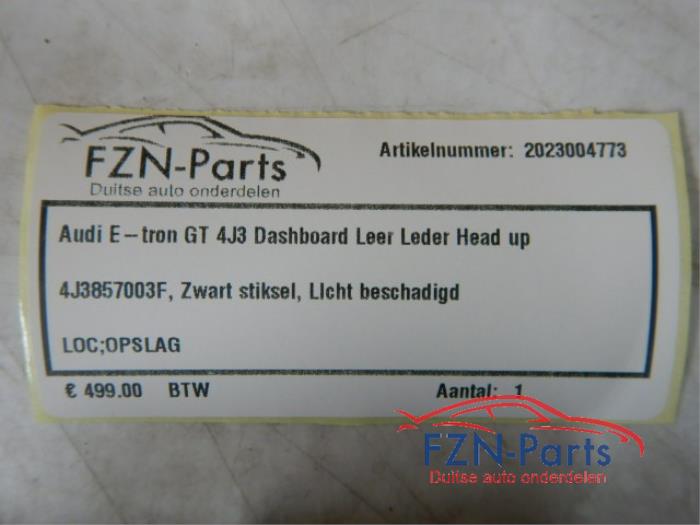 FZN-Parts
Duitse auto onderdelen
Artikelnummer: 2023004773
Audi E-tron GT 4J3 Dashboard Leer Leder Head up
4J3857003F, Zwart stiksel, LIcht beschadigd
LOC;OPSLAG
€ 499.00 BTW Aantal: 1
FZN-Parts
Duitse auto onderdelen